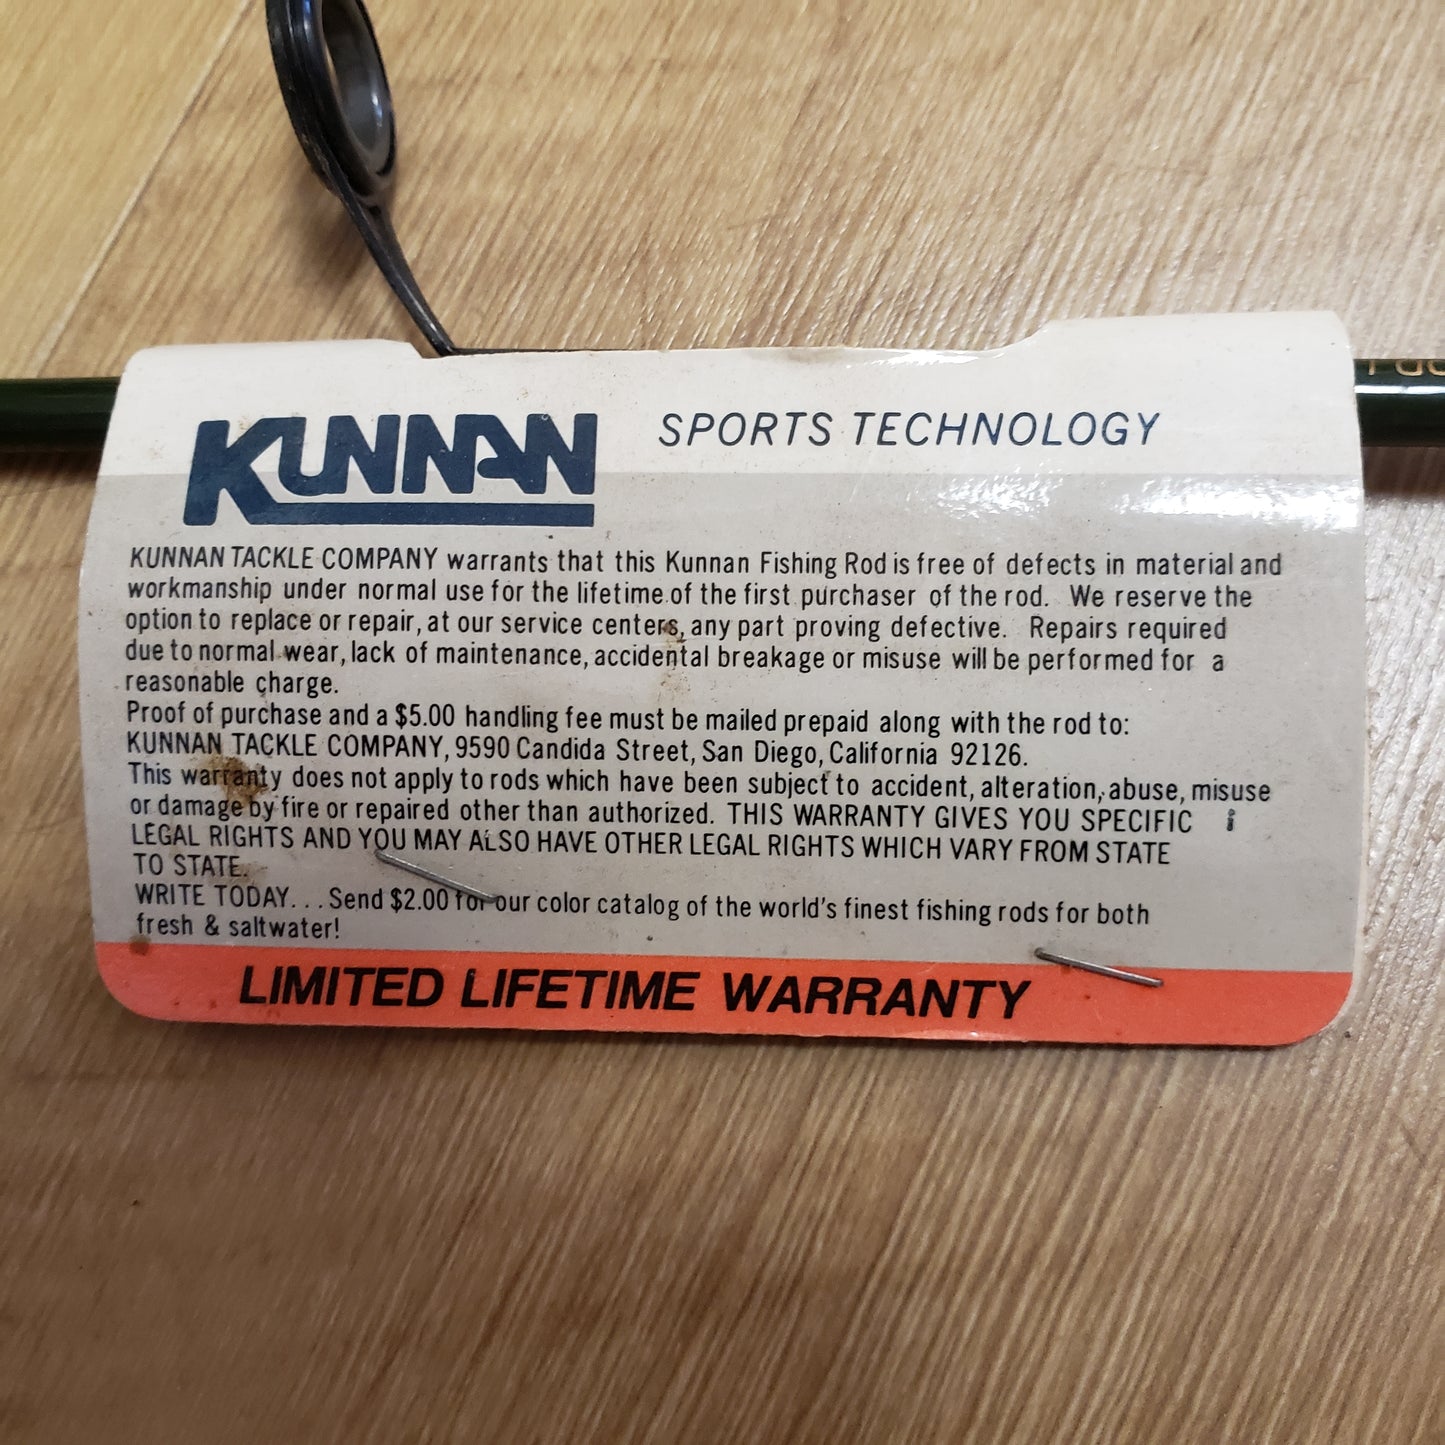 KUNNAN SPORTS TECHNOLOGY
KUNNAN TACKLE COMPANY warrants that this Kunnan Fishing Rod is free of defects in material and
workmanship under normal use for the lifetime of the first purchaser of the rod. We reserve the
option to replace or repair, at our service centers, any part proving defective. Repairs required
due to normal wear, lack of maintenance, accidental breakage or misuse will be performed for a
reasonable charge.
Proof of purchase and a $5.00 handling fee must be mailed prepaid along with the rod to:
KUNNAN TACKLE COMPANY, 9590 Candida Street, San Diego, California 92126.
This warranty does not apply to rods which have been subject to accident, alteration, abuse, misuse
or damage by fire or repaired other than authorized. THIS WARRANTY GIVES YOU SPECIFIC
LEGAL RIGHTS AND YOU MAY ALSO HAVE OTHER LEGAL RIGHTS WHICH VARY FROM STATE
TO STATE.
WRITE TODAY... Send $2.00 for our color catalog of the world's finest fishing rods for both
fresh & saltwater!
LIMITED LIFETIME WARRANTY